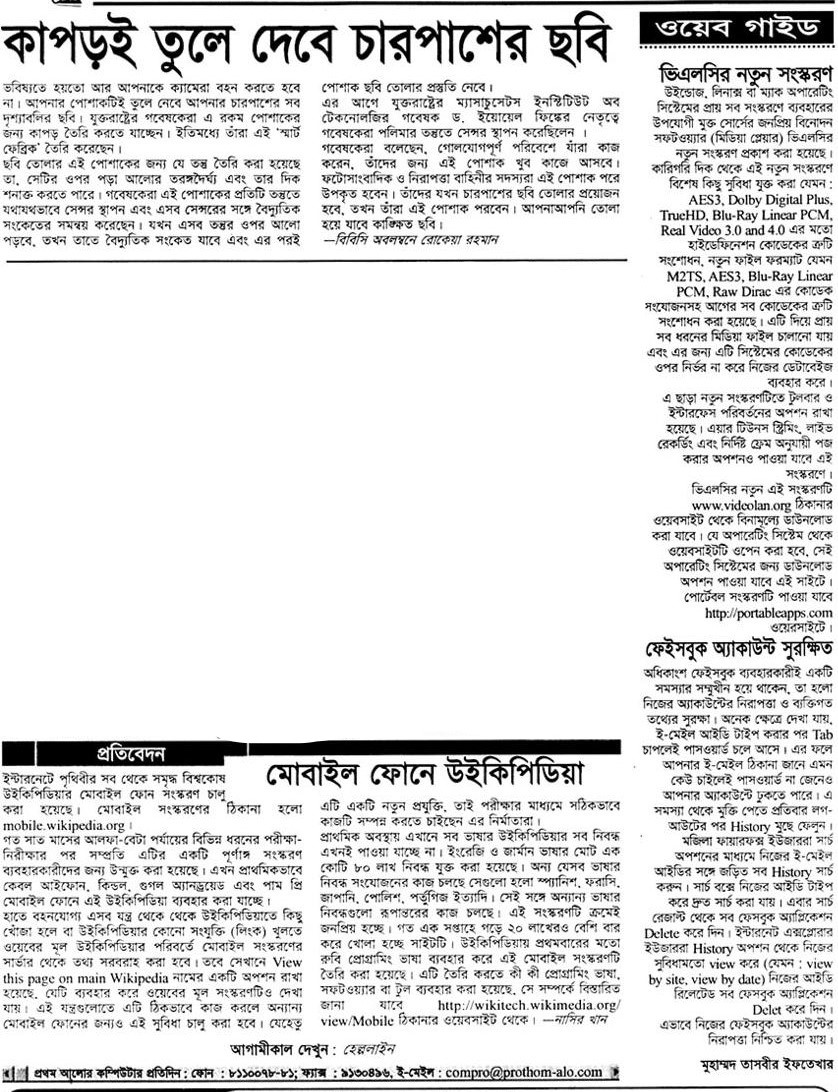 কাপড়ই তুলে দেবে চারপাশের ছবি
ভবিষ্যতে হয়তো আর আপনাকে ক্যামেরা বহন করতে হবে
না। আপনার পোশাকটিই তুলে নেবে আপনার চারপাশের সব
দৃশ্যাবলির ছবি। যুক্তরাষ্ট্রের গবেষকেরা এ রকম পোশাকের
জন্য কাপড় তৈরি করতে যাচ্ছেন। ইতিমধ্যে তাঁরা এই 'স্মার্ট
ফেব্রিক' তৈরি করেছেন।
ছবি তোলার এই পোশাকের জন্য যে তন্তু তৈরি করা হয়েছে
তা, সেটির ওপর পড়া আলোর তরঙ্গদৈর্ঘ্য এবং তার দিক
শনাক্ত করতে পারে। গবেষকেরা এই পোশাকের প্রতিটি তন্তুতে
যথাযথভাবে সেন্সর স্থাপন এবং এসব সেন্সরের সঙ্গে বৈদ্যুতিক
সংকেতের সমন্বয় করেছেন। যখন এসব তন্তুর ওপর আলো
পড়বে, তখন তাতে বৈদ্যুতিক সংকেত যাবে এবং এর পরই
পোশাক ছবি তোলার প্রস্তুতি নেবে।
এর আগে যুক্তরাষ্ট্রের ম্যাসাচুসেটস ইনস্টিটিউট অব
টেকনোলজির গবেষক ড. ইয়োয়েল ফিঙ্কের নেতৃত্বে
গবেষকেরা পলিমার তন্তুতে সেন্সর স্থাপন করেছিলেন।
গবেষকেরা বলেছেন, গোলযোগপূর্ণ পরিবেশে যাঁরা কাজ
করেন, তাঁদের জন্য এই পোশাক খুব কাজে আসবে।
ফটোসাংবাদিক ও নিরাপত্তা বাহিনীর সদস্যরা এই পোশাক পরে
উপকৃত হবেন। তাঁদের যখন চারপাশের ছবি তোলার প্রয়োজন
হবে, তখন তাঁরা এই পোশাক পরবেন। আপনাআপনি তোলা
হয়ে যাবে কাঙ্ক্ষিত ছবি।
—বিবিসি অবলম্বনে রোকেয়া রহমান
ওয়েব গাইড
ভিএলসির নতুন সংস্করণ
উইন্ডোজ, লিনাক্স বা ম্যাক অপারেটিং
সিস্টেমের প্রায় সব সংস্করণে ব্যবহারের
উপযোগী মুক্ত সোর্সের জনপ্রিয় বিনোদন
সফটওয়্যার (মিডিয়া প্লেয়ার) ভিএলসির
নতুন সংস্করণ প্রকাশ করা হয়েছে।
কারিগরি দিক থেকে এই নতুন সংস্করণে
বিশেষ কিছু সুবিধা যুক্ত করা যেমন :
AES3, Dolby Digital Plus,
TrueHD, Blu-Ray Linear PCM,
Real Video 3.0 and 4.0 এর মতো
হাইডেফিনেশন কোডেকের ত্রুটি
সংশোধন, নতুন ফাইল ফরম্যাট যেমন
M2TS, AES3, Blu-Ray Linear
PCM, Raw Dirac এর কোডেক
সংযোজনসহ আগের সব কোডেকের ত্রুটি
সংশোধন করা হয়েছে। এটি দিয়ে প্রায়
সব ধরনের মিডিয়া ফাইল চালানো যায়
এবং এর জন্য এটি সিস্টেমের কোডেকের
ওপর নির্ভর না করে নিজের ডেটাবেইজ
ব্যবহার করে।
এ ছাড়া নতুন সংস্করণটিতে টুলবার ও
ইন্টারফেস পরিবর্তনের অপশন রাখা
হয়েছে। এয়ার টিউনস স্ট্রিমিং, লাইভ
রেকর্ডিং এবং নির্দিষ্ট ফ্রেম অনুযায়ী পজ
করার অপশনও পাওয়া যাবে এই
সংস্করণে।
ভিএলসির নতুন এই সংস্করণটি
www.videolan.org ঠিকানার
ওয়েবসাইট থেকে বিনামূল্যে ডাউনলোড
করা যাবে। যে অপারেটিং সিস্টেম থেকে
ওয়েবসাইটটি ওপেন করা হবে, সেই
অপারেটিং সিস্টেমের জন্য ডাউনলোড
অপশন পাওয়া যাবে এই সাইটে।
পোর্টেবল সংস্করণটি পাওয়া যাবে
http://portableapps.com
ওয়েবসাইটে।
ফেইসবুক অ্যাকাউন্ট সুরক্ষিত
অধিকাংশ ফেইসবুক ব্যবহারকারীই একটি
সমস্যার সম্মুখীন হয়ে থাকেন, তা হলো
নিজের অ্যাকাউন্টের নিরাপত্তা ও ব্যক্তিগত
তথ্যের সুরক্ষা। অনেক ক্ষেত্রে দেখা যায়,
ই-মেইল আইডি টাইপ করার পর Tab
চাপলেই পাসওয়ার্ড চলে আসে। এর ফলে
আপনার ই-মেইল ঠিকানা জানে এমন
কেউ চাইলেই পাসওয়ার্ড না জেনেও
আপনার অ্যাকাউন্টে ঢুকতে পারে। এ
সমস্যা থেকে মুক্তি পেতে প্রতিবার লগ-
আউটের পর History মুছে ফেলুন।
মজিলা ফায়ারফক্স ইউজাররা সার্চ
অপশনের মাধ্যমে নিজের ই-মেইল
আইডির সঙ্গে জড়িত সব History সার্চ
করুন। সার্চ বক্সে নিজের আইডি টাইপ
করে দ্রুত সার্চ করা যায়। এবার সার্চ
রেজাল্ট থেকে সব ফেসবুক অ্যাপ্লিকেশন
Delete করে দিন। ইন্টারনেট এক্সপ্লোরার
ইউজাররা History অপশন থেকে নিজের
সুবিধামতো view করে (যেমন : view
by site, view by date) নিজের আইডি
রিলেটেড সব ফেসবুক অ্যাপ্লিকেশন
Delet করে দিন।
এভাবে নিজের ফেইসবুক অ্যাকাউন্টের
নিরাপত্তা নিশ্চিত করা যায়।
মুহাম্মদ তাসবীর ইফতেখার
প্রতিবেদন
মোবাইল ফোনে উইকিপিডিয়া
ইন্টারনেটে পৃথিবীর সব থেকে সমৃদ্ধ বিশ্বকোষ
উইকিপিডিয়ার মোবাইল ফোন সংস্করণ চালু
করা হয়েছে। মোবাইল সংস্করণের ঠিকানা হলো
mobile.wikipedia.org।
গত সাত মাসের আলফা-বেটা পর্যায়ের বিভিন্ন ধরনের পরীক্ষা-
নিরীক্ষার পর সম্প্রতি এটির একটি পূর্ণাঙ্গ সংস্করণ
ব্যবহারকারীদের জন্য উন্মুক্ত করা হয়েছে। এখন প্রাথমিকভাবে
কেবল আইফোন, কিন্ডল, গুগল অ্যানড্রয়েড এবং পাম প্রি
মোবাইল ফোনে এই উইকিপিডিয়া ব্যবহার করা যাচ্ছে।
হাতে বহনযোগ্য এসব যন্ত্র থেকে থেকে উইকিপিডিয়াতে কিছু
খোঁজা হলে বা উইকিপিডিয়ার কোনো সংযুক্তি (লিংক) খুলতে
ওয়েবের মূল উইকিপিডিয়ার পরিবর্তে মোবাইল সংস্করণের
সার্ভার থেকে তথ্য সরবরাহ করা হবে। তবে সেখানে View
this page on main Wikipedia নামের একটি অপশন রাখা
হয়েছে, যেটি ব্যবহার করে ওয়েবের মূল সংস্করণটিও দেখা
যায়। এই যন্ত্রগুলোতে এটি ঠিকভাবে কাজ করলে অন্যান্য
মোবাইল ফোনের জন্যও এই সুবিধা চালু করা হবে। যেহেতু
এটি একটি নতুন প্রযুক্তি, তাই পরীক্ষার মাধ্যমে সঠিকভাবে
কাজটি সম্পন্ন করতে চাইছেন এর নির্মাতারা।
প্রাথমিক অবস্থায় এখানে সব ভাষার উইকিপিডিয়ার সব নিবন্ধ
এখনই পাওয়া যাচ্ছে না। ইংরেজি ও জার্মান ভাষার মোট এক
কোটি ৮০ লাখ নিবন্ধ যুক্ত করা হয়েছে। অন্য যেসব ভাষার
নিবন্ধ সংযোজনের কাজ চলছে সেগুলো হলো স্প্যানিশ, ফরাসি,
জাপানি, পোলিশ, পর্তুগিজ ইত্যাদি। সেই সঙ্গে অন্যান্য ভাষার
নিবন্ধগুলো রূপান্তরের কাজ চলছে। এই সংস্করণটি ক্রমেই
জনপ্রিয় হচ্ছে। গত এক সপ্তাহে গড়ে ২০ লাখেরও বেশি বার
করে খোলা হচ্ছে সাইটটি। উইকিপিডিয়ায় প্রথমবারের মতো
রুবি প্রোগ্রামিং ভাষা ব্যবহার করে এই মোবাইল সংস্করণটি
তৈরি করা হয়েছে। এটি তৈরি করতে কী কী প্রোগ্রামিং ভাষা,
সফটওয়্যার বা টুল ব্যবহার করা হয়েছে, সে সম্পর্কে বিস্তারিত
জানা যাবে http://wikitech.wikimedia.org/
view/Mobile ঠিকানার ওয়েবসাইট থেকে। —নাসির খান
আগামীকাল দেখুন : হেল্পলাইন
প্রথম আলোর কম্পিউটার প্রতিদিন : ফোন : ৮১১০০৭৮-৮১; ফ্যাক্স : ৯১৩০৪৯৬, ই-মেইল : compro@prothom-alo.com